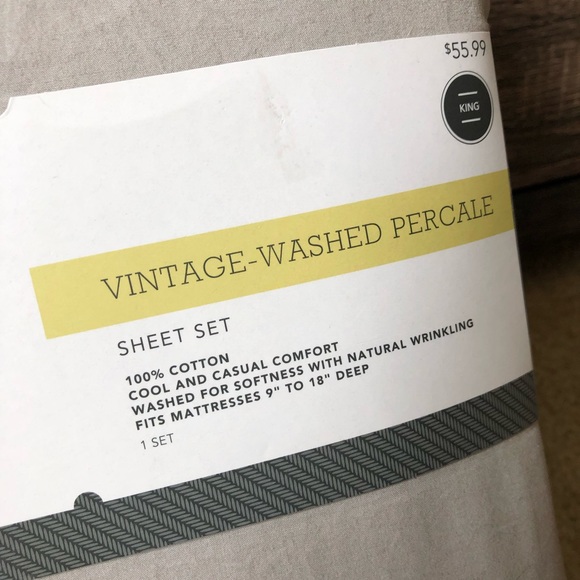 $55.99
KING
VINTAGE-WASHED PERCALE
SHEET SET
100% COTTON
COOL AND CASUAL COMFORT
WASHED FOR SOFTNESS WITH NATURAL WRINKLING
FITS MATTRESSES 9" TO 18" DEEP
1 SET